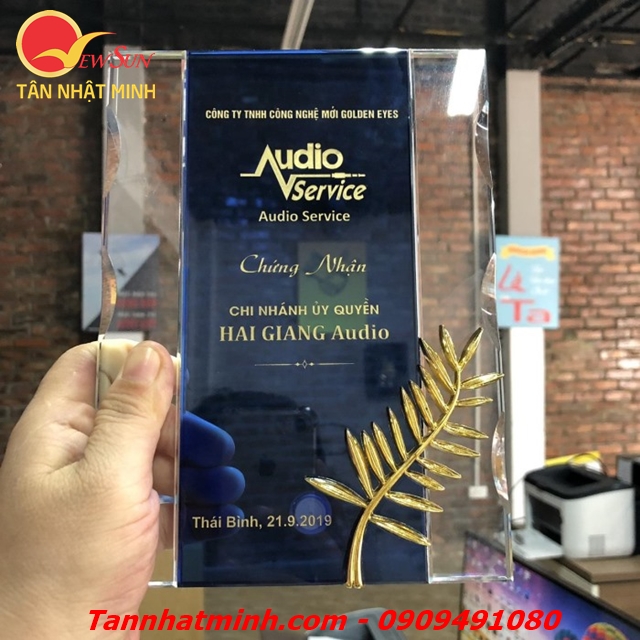 NEWSUN
TÂN NHẬT MINH
CÔNG TY TNHH CÔNG NGHỆ MỚI GOLDEN EYES
Audio
Service
Audio Service
Chứng Nhận
CHI NHÁNH ỦY QUYỀN
HAI GIANG Audio
Thái Bình, 21.9.2019
Ta
Tannhatminh.com - 0909491080